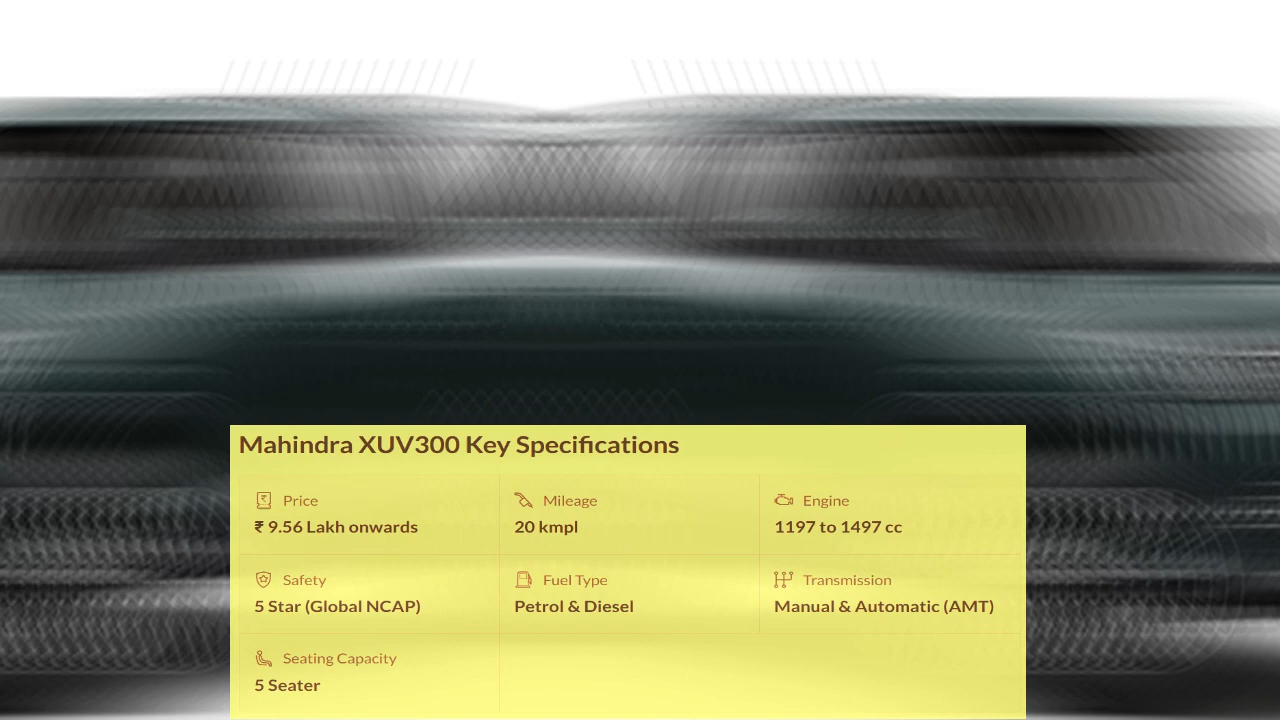 Mahindra XUV300 Key Specifications
Price Mileage Engine
₹ 9.56 Lakh onwards 20 kmpl 1197 to 1497 cc
Safety Fuel Type Transmission
5 Star (Global NCAP) Petrol & Diesel Manual & Automatic (AMT)
Seating Capacity
5 Seater